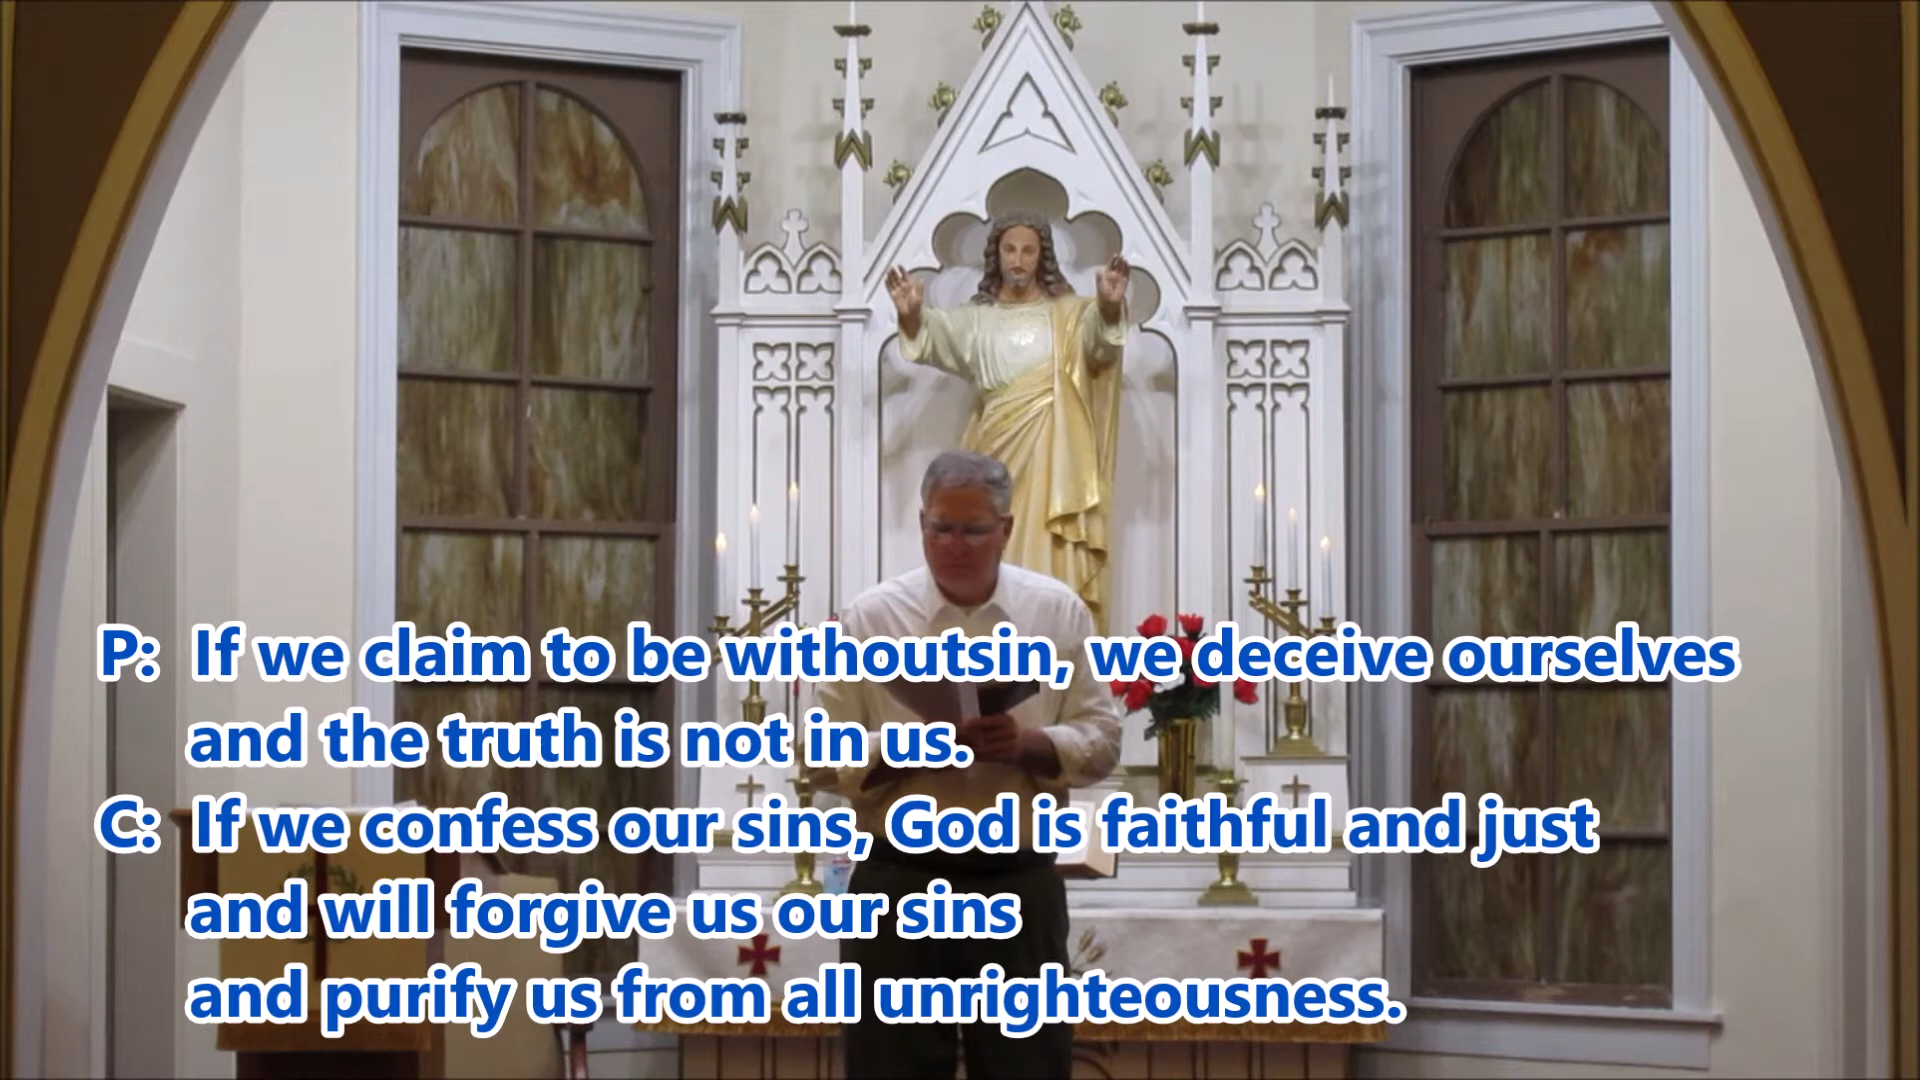 P: If we claim to be withoutsin, we deceive ourselves
and the truth is not in us.
C: If we confess our sins, God is faithful and just
and will forgive us our sins
and purify us from all unrighteousness.